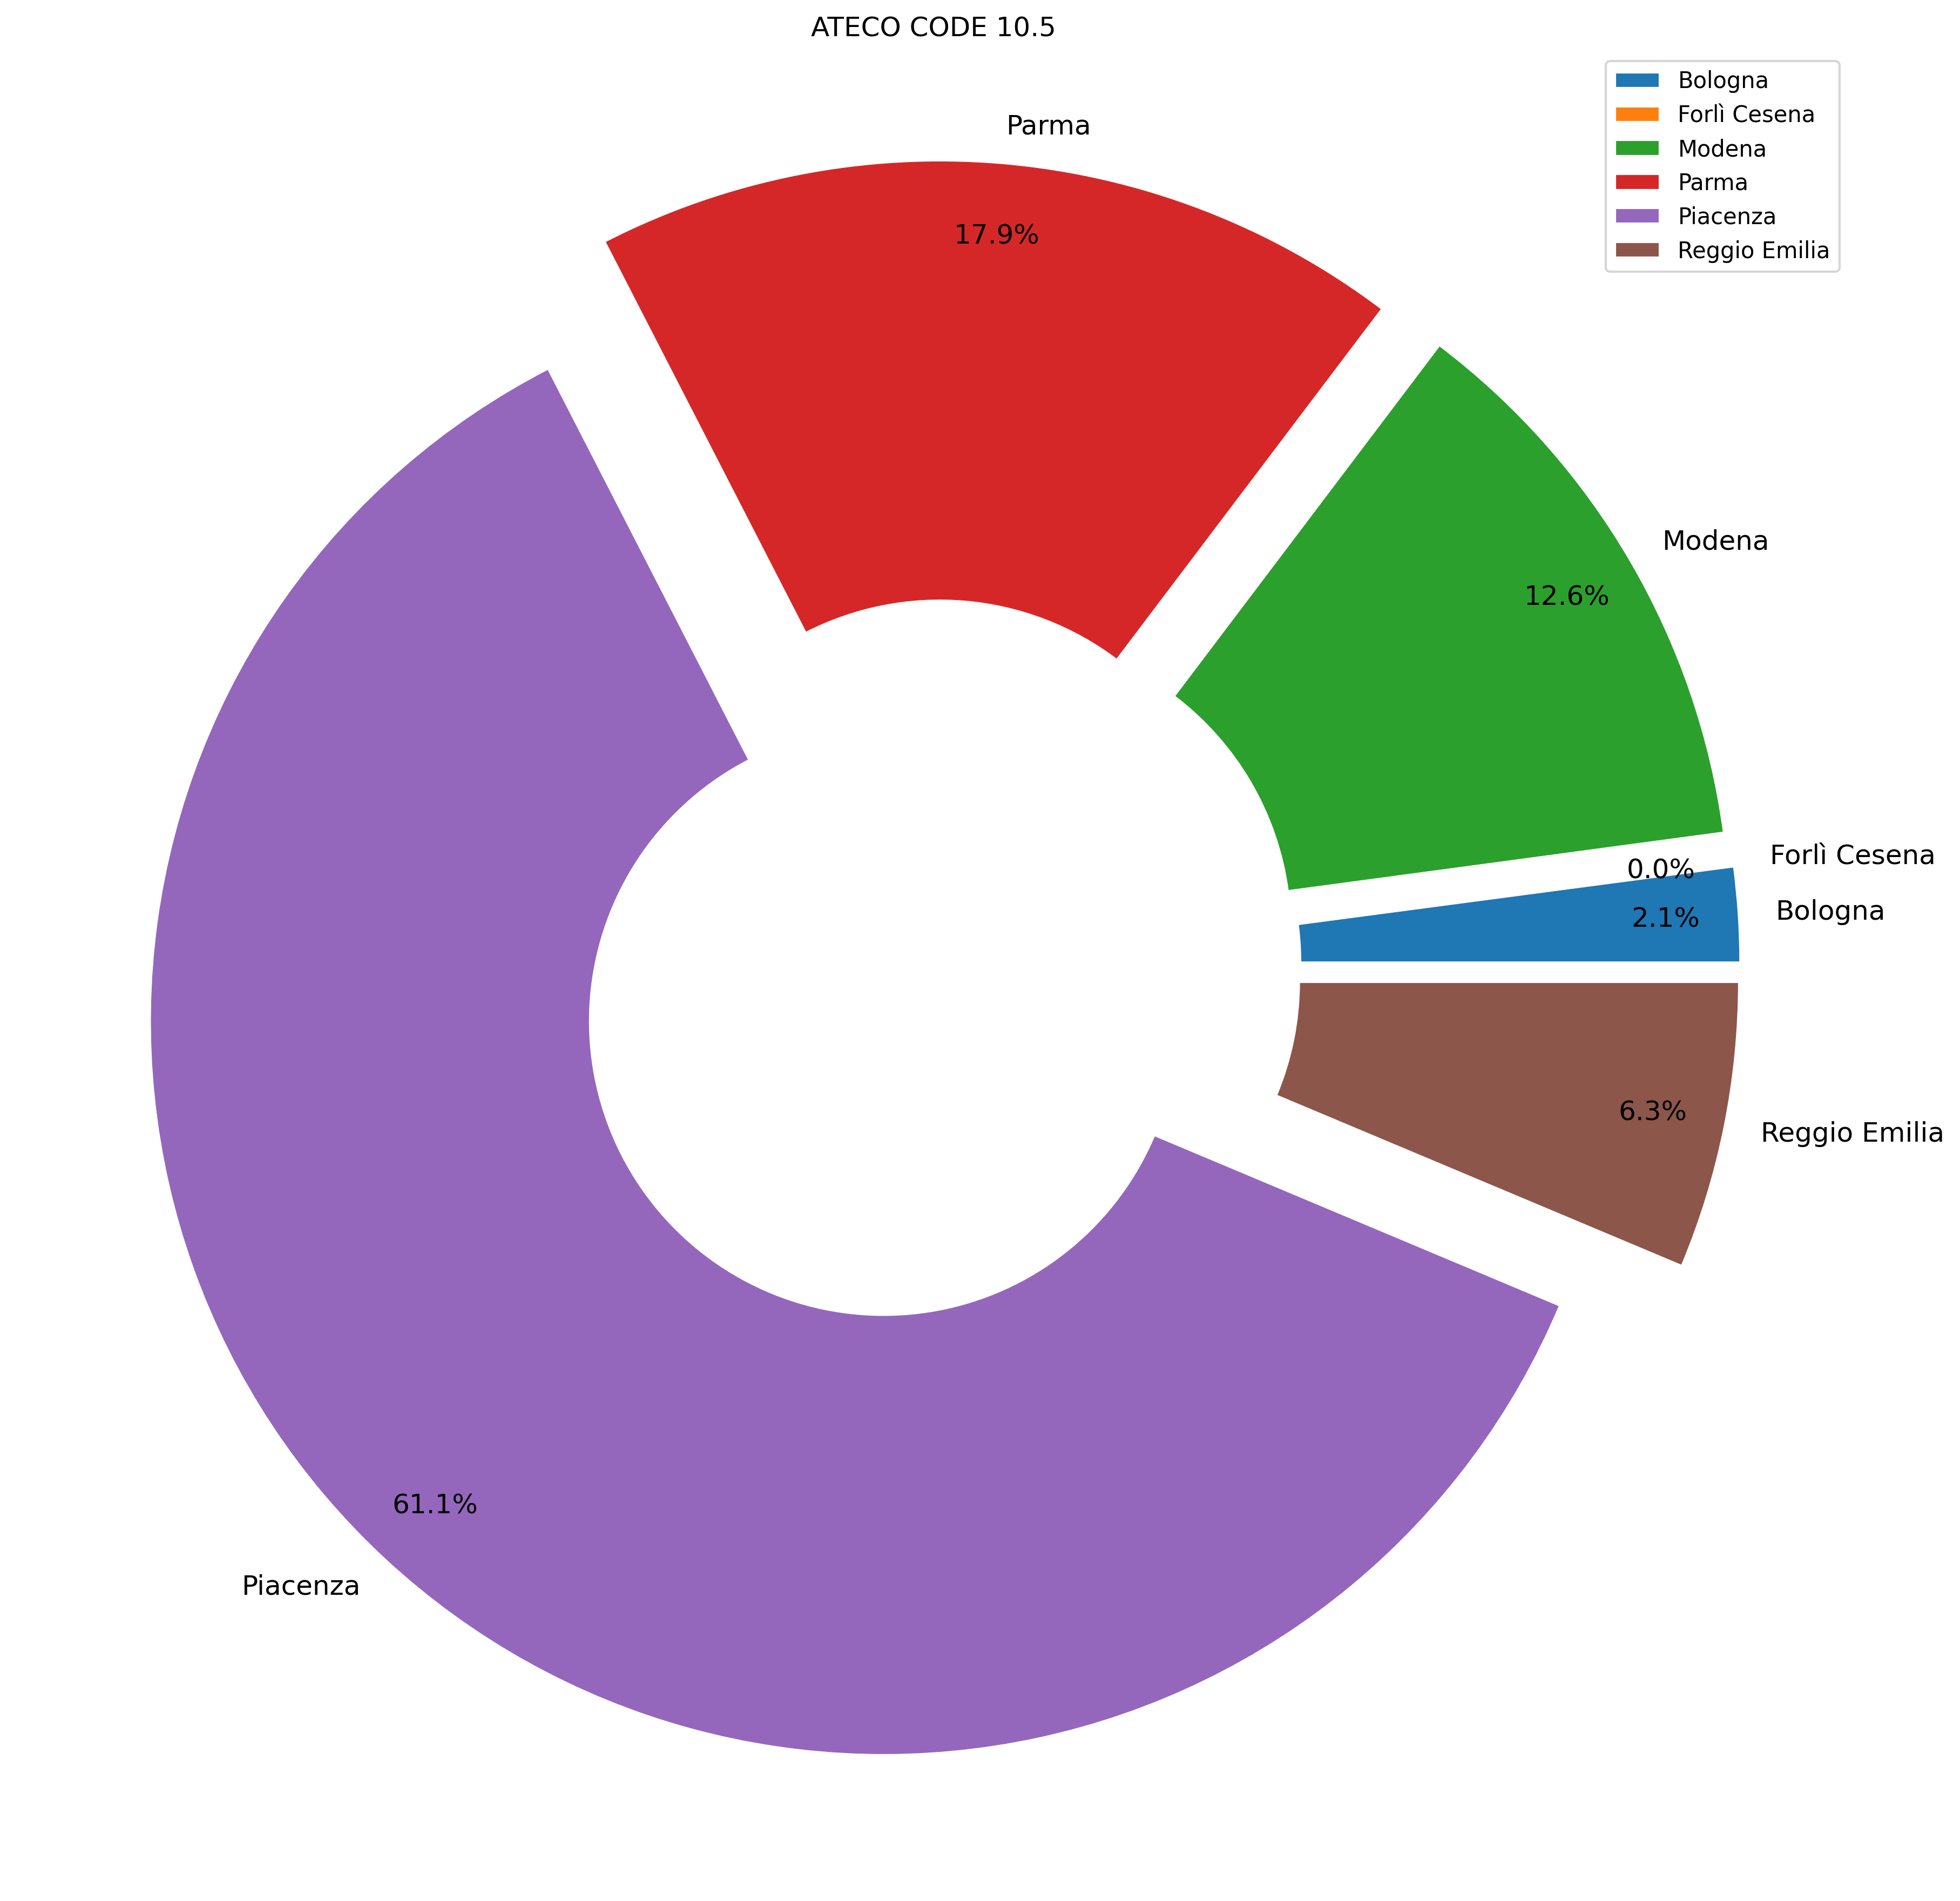 ATECO CODE 10.5
Bologna
Forlì Cesena
Modena
Parma
Piacenza
Reggio Emilia
Parma
17.9%
Modena
12.6%
Forlì Cesena
0.0%
Bologna
2.1%
6.3%
Reggio Emilia
61.1%
Piacenza